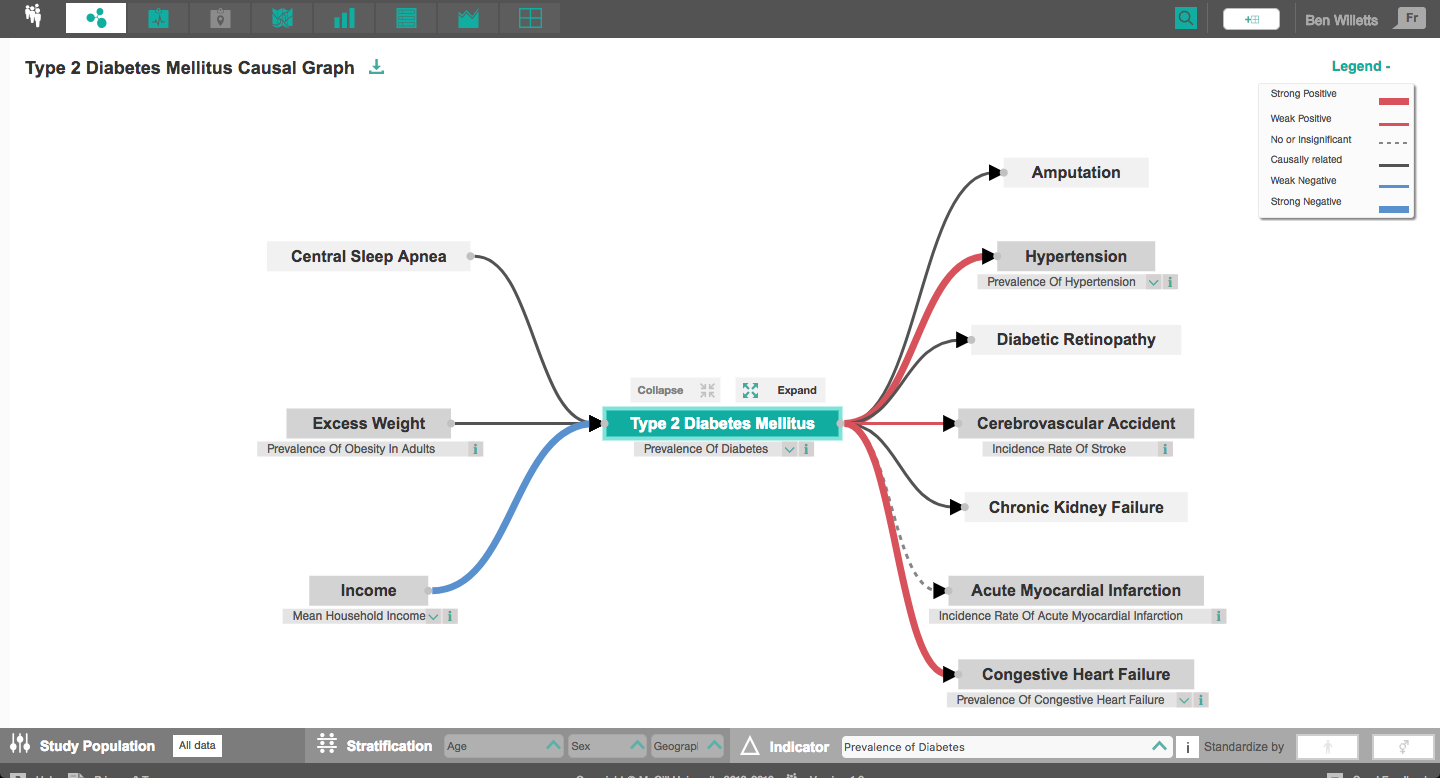 Ben Willetts
Fr
Type 2 Diabetes Mellitus Causal Graph
Legend -
Strong Positive
Weak Positive
No or Insignificant
Causally related
Weak Negative
Strong Negative
Amputation
Central Sleep Apnea
Hypertension
Prevalence Of Hypertension
Diabetic Retinopathy
Collapse
Expand
Excess Weight
Type 2 Diabetes Mellitus
Cerebrovascular Accident
Prevalence Of Obesity In Adults
Prevalence Of Diabetes
Incidence Rate Of Stroke
Chronic Kidney Failure
Income
Acute Myocardial Infarction
Mean Household Income
Incidence Rate Of Acute Myocardial Infarction
Congestive Heart Failure
Prevalence Of Congestive Heart Failure
Study Population
All data
Stratification
Age
Sex
Geograpl
Indicator
Prevalence of Diabetes
i
Standardize by